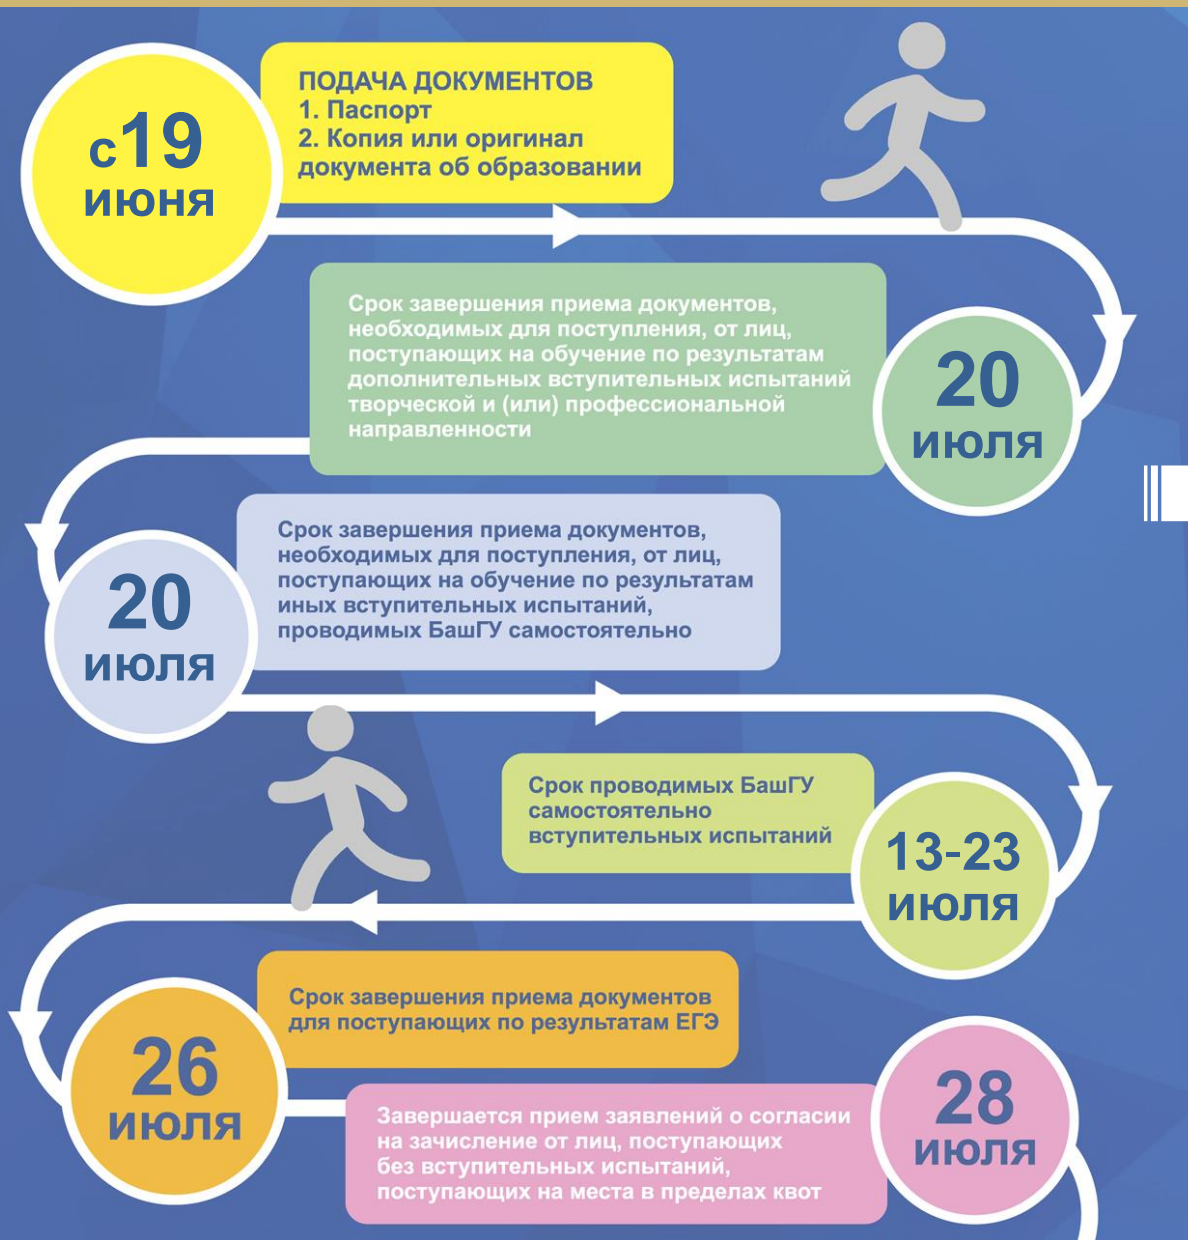 с19
июня
ПОДАЧА ДОКУМЕНТОВ
1. Паспорт
2. Копия или оригинал
документа об образовании
Срок завершения приема документов,
необходимых для поступления, от лиц,
поступающих на обучение по результатам
дополнительных вступительных испытаний
творческой и (или) профессиональной
направленности
20
июля
Срок завершения приема документов,
необходимых для поступления, от лиц,
поступающих на обучение по результатам
иных вступительных испытаний,
проводимых БашГУ самостоятельно
20
июля
Срок проводимых БашГУ
самостоятельно
вступительных испытаний
13-23
июля
Срок завершения приема документов
для поступающих по результатам ЕГЭ
26
июля
Завершается прием заявлений о согласии
на зачисление от лиц, поступающих
без вступительных испытаний,
поступающих на места в пределах квот
28
июля